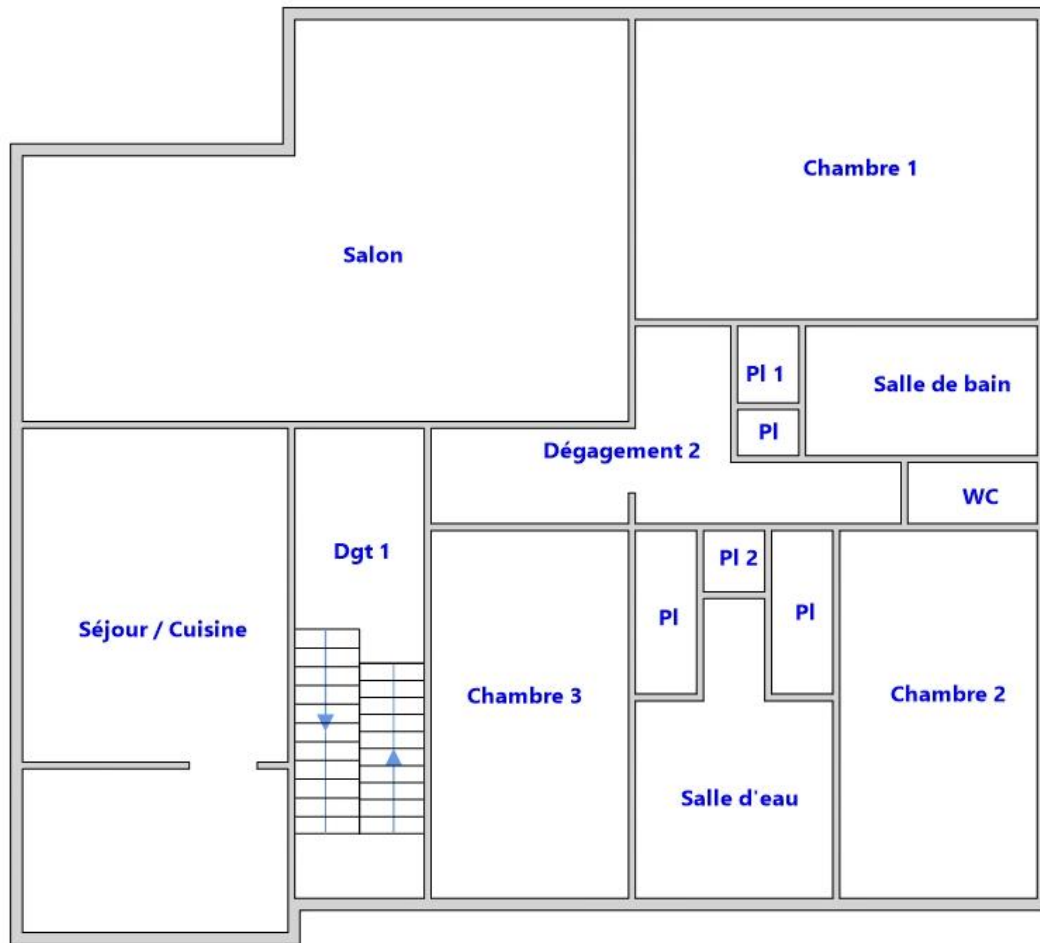 Chambre 1
Salon
Pl 1
Salle de bain
Pl
Dégagement 2
WC
Dgt 1
Pl 2
Séjour / Cuisine
Pl
Pl
Chambre 3
Chambre 2
Salle d'eau